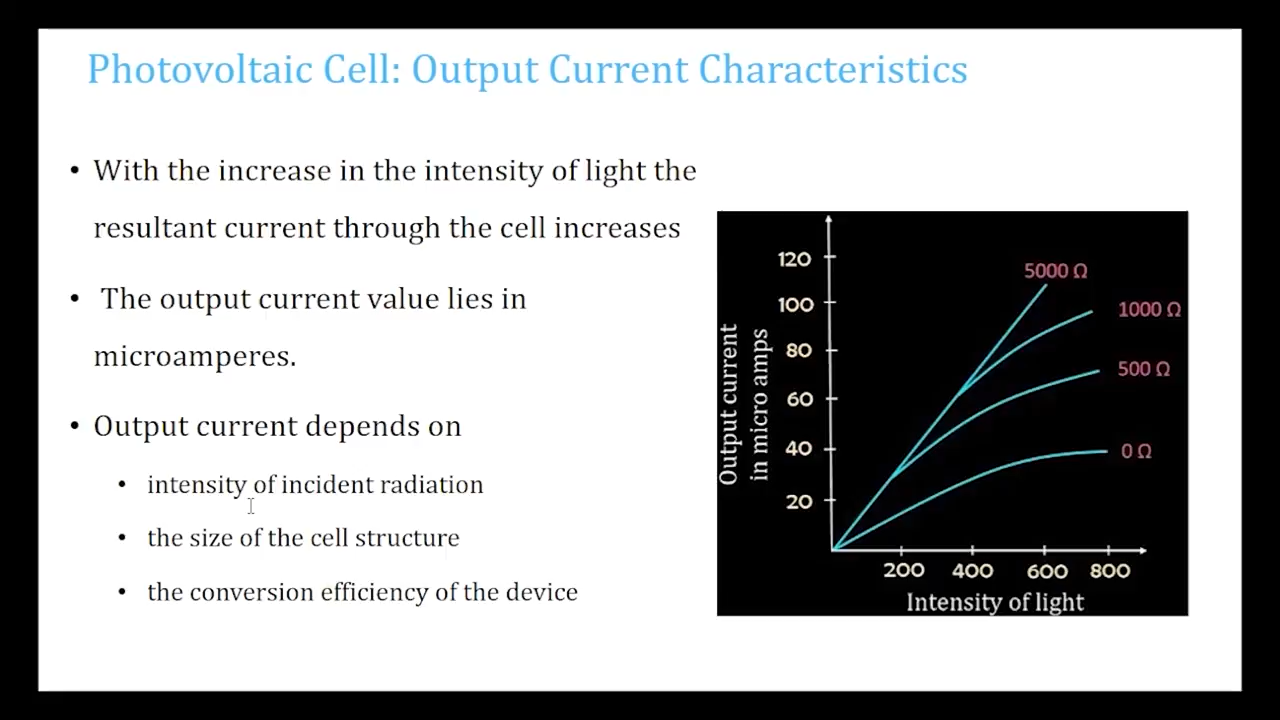 Photovoltaic Cell: Output Current Characteristics
• With the increase in the intensity of light the
resultant current through the cell increases
• The output current value lies in
microamperes.
• Output current depends on
• intensity of incident radiation
• the size of the cell structure
• the conversion efficiency of the device
Output current
in micro amps
120
100
80
60
40
20
5000 Ω
1000 Ω
500 Ω
0 Ω
200 400 600 800
Intensity of light